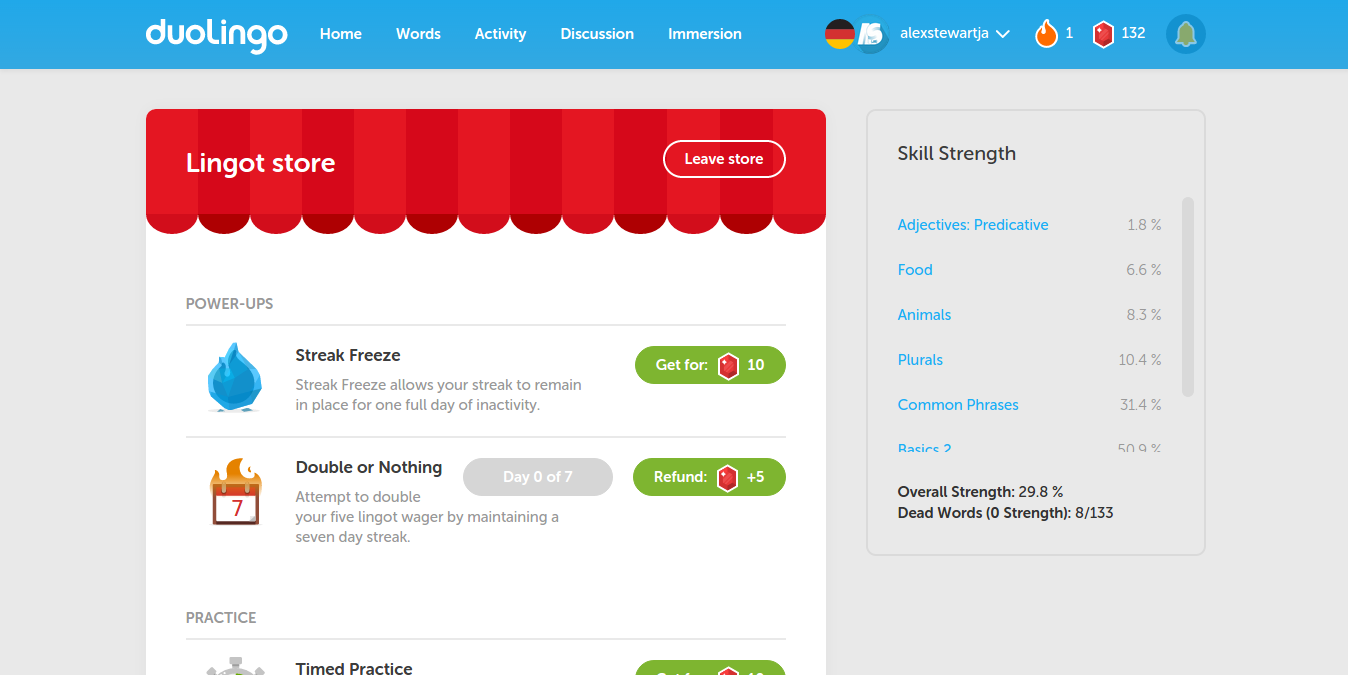 duolingo
Home Words Activity Discussion Immersion
alexstewartja 1 132
Lingot store
Leave store
POWER-UPS
Streak Freeze
Get for: 10
Streak Freeze allows your streak to remain
in place for one full day of inactivity.
Double or Nothing
Day 0 of 7
Refund: +5
7
Attempt to double
your five lingot wager by maintaining a
seven day streak.
PRACTICE
Timed Practice
Skill Strength
Adjectives: Predicative 1.8 %
Food 6.6 %
Animals 8.3 %
Plurals 10.4 %
Common Phrases 31.4 %
Basics 2 50.9 %
Overall Strength: 29.8 %
Dead Words (0 Strength): 8/133